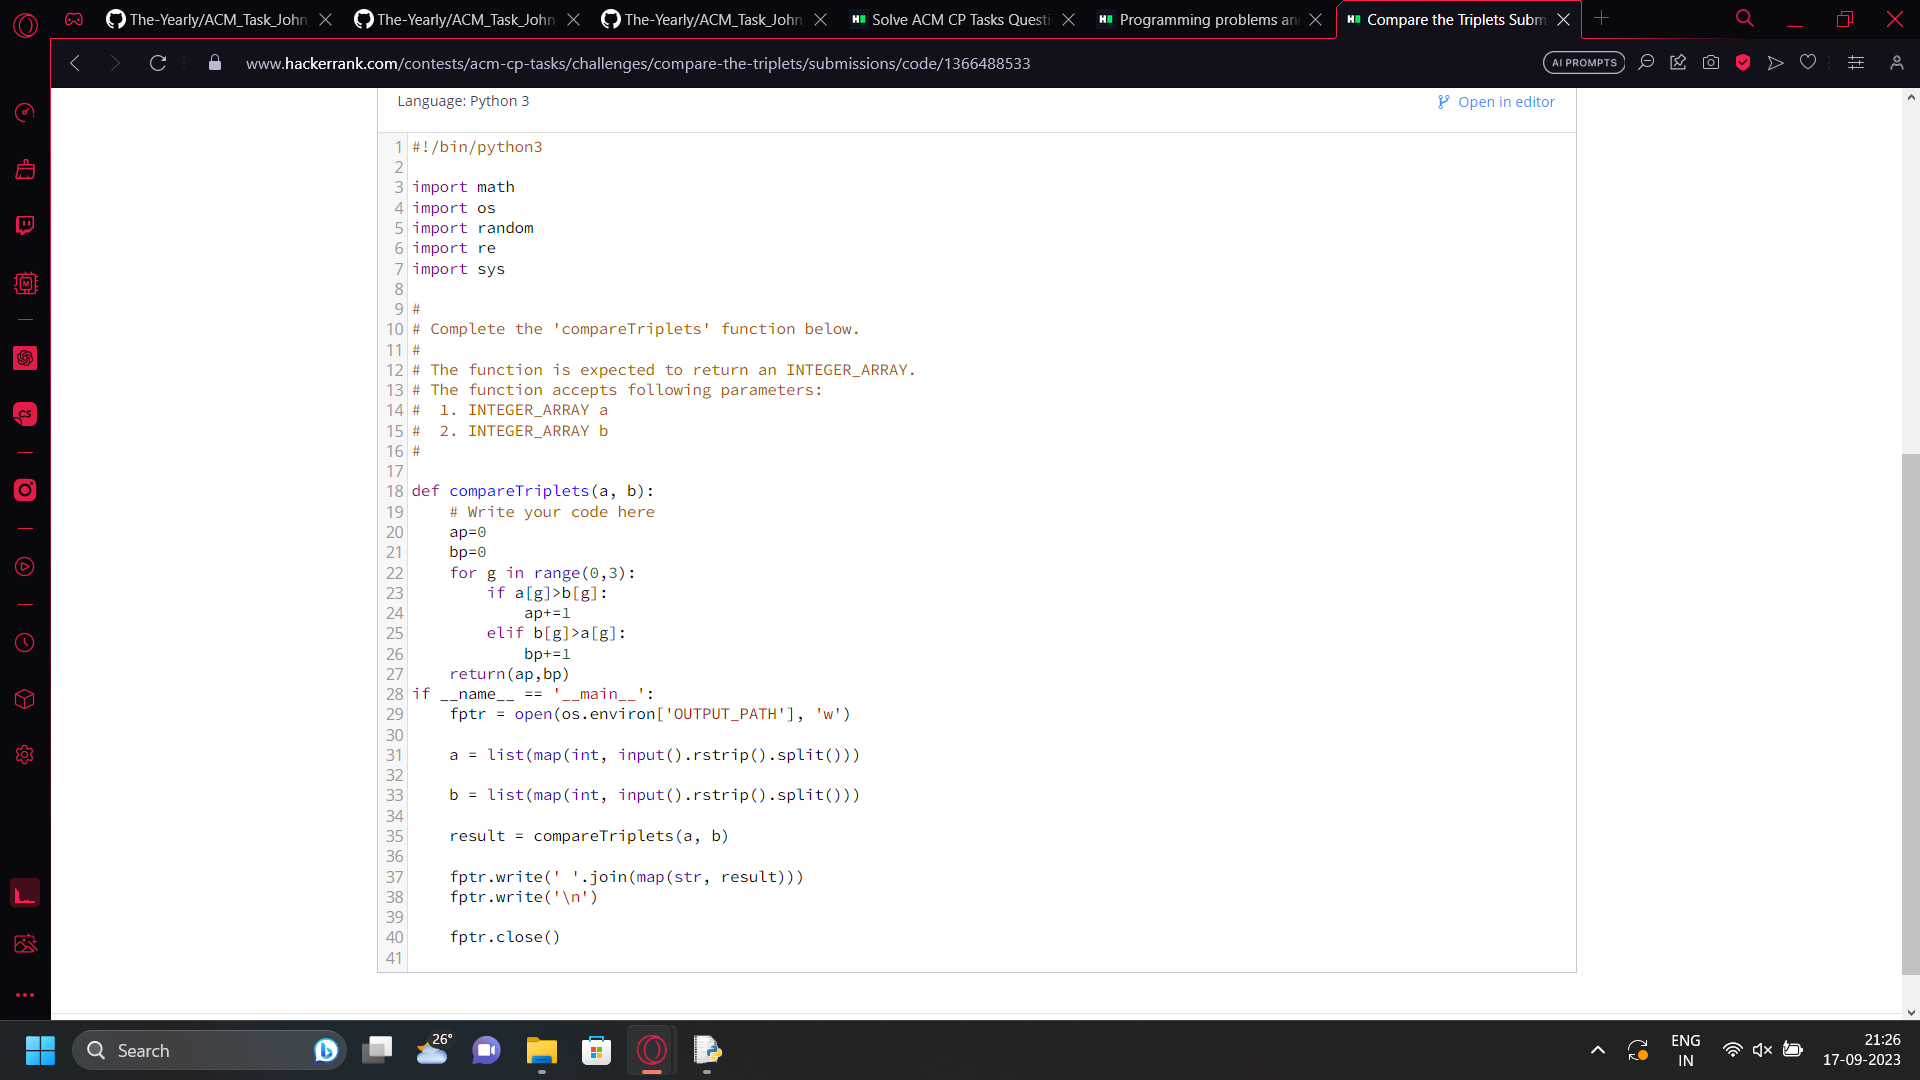 The-Yearly/ACM_Task_John
The-Yearly/ACM_Task_John
The-Yearly/ACM_Task_John
Solve ACM CP Tasks Questi
Programming problems an
Compare the Triplets Subm
www.hackerrank.com/contests/acm-cp-tasks/challenges/compare-the-triplets/submissions/code/1366488533
AI PROMPTS
Language: Python 3
Open in editor
1 #!/bin/python3
2
3 import math
4 import os
5 import random
6 import re
7 import sys
8
9 #
10 # Complete the 'compareTriplets' function below.
11 #
12 # The function is expected to return an INTEGER_ARRAY.
13 # The function accepts following parameters:
14 #  1. INTEGER_ARRAY a
15 #  2. INTEGER_ARRAY b
16 #
17
18 def compareTriplets(a, b):
19     # Write your code here
20     ap=0
21     bp=0
22     for g in range(0,3):
23         if a[g]>b[g]:
24             ap+=1
25         elif b[g]>a[g]:
26             bp+=1
27     return(ap,bp)
28 if __name__ == '__main__':
29     fptr = open(os.environ['OUTPUT_PATH'], 'w')
30
31     a = list(map(int, input().rstrip().split()))
32
33     b = list(map(int, input().rstrip().split()))
34
35     result = compareTriplets(a, b)
36
37     fptr.write(' '.join(map(str, result)))
38     fptr.write('\n')
39
40     fptr.close()
41
CS
Search
26°
ENG
IN
21:26
17-09-2023